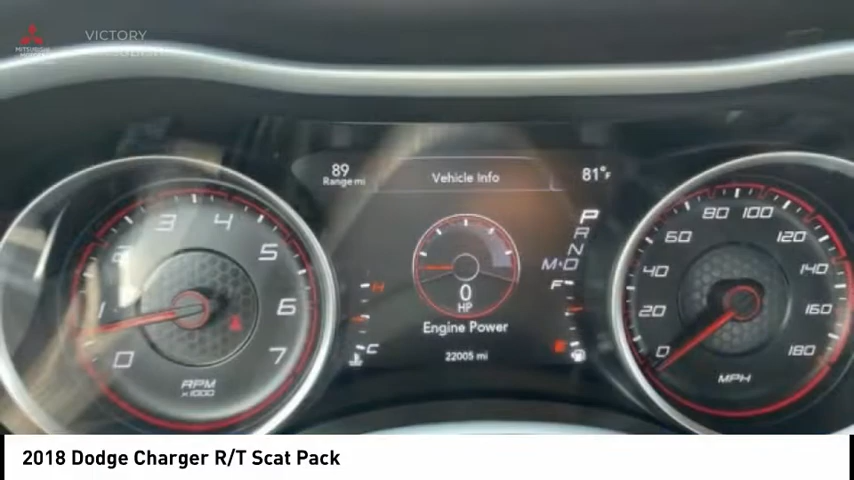 MITSUBISHI
VICTORY
89
Range mi
Vehicle Info
81°F
P
R
N
M•D
0
HP
Engine Power
22005 mi
H
C
F
0
1
2
3
4
5
6
7
RPM
x1000
0
20
40
60
80
100
120
140
160
180
MPH
2018 Dodge Charger R/T Scat Pack